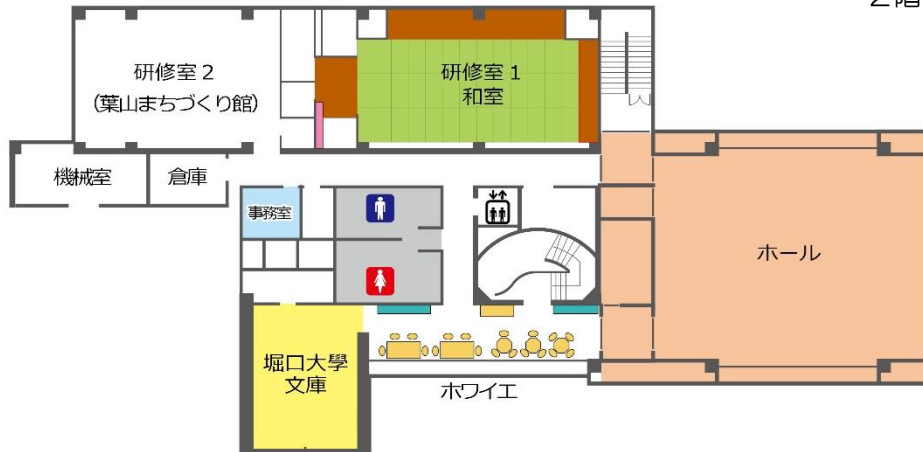 2階
研修室2
(葉山まちづくり館)
研修室1
和室
機械室
倉庫
事務室
ホール
堀口大學
文庫
ホワイエ